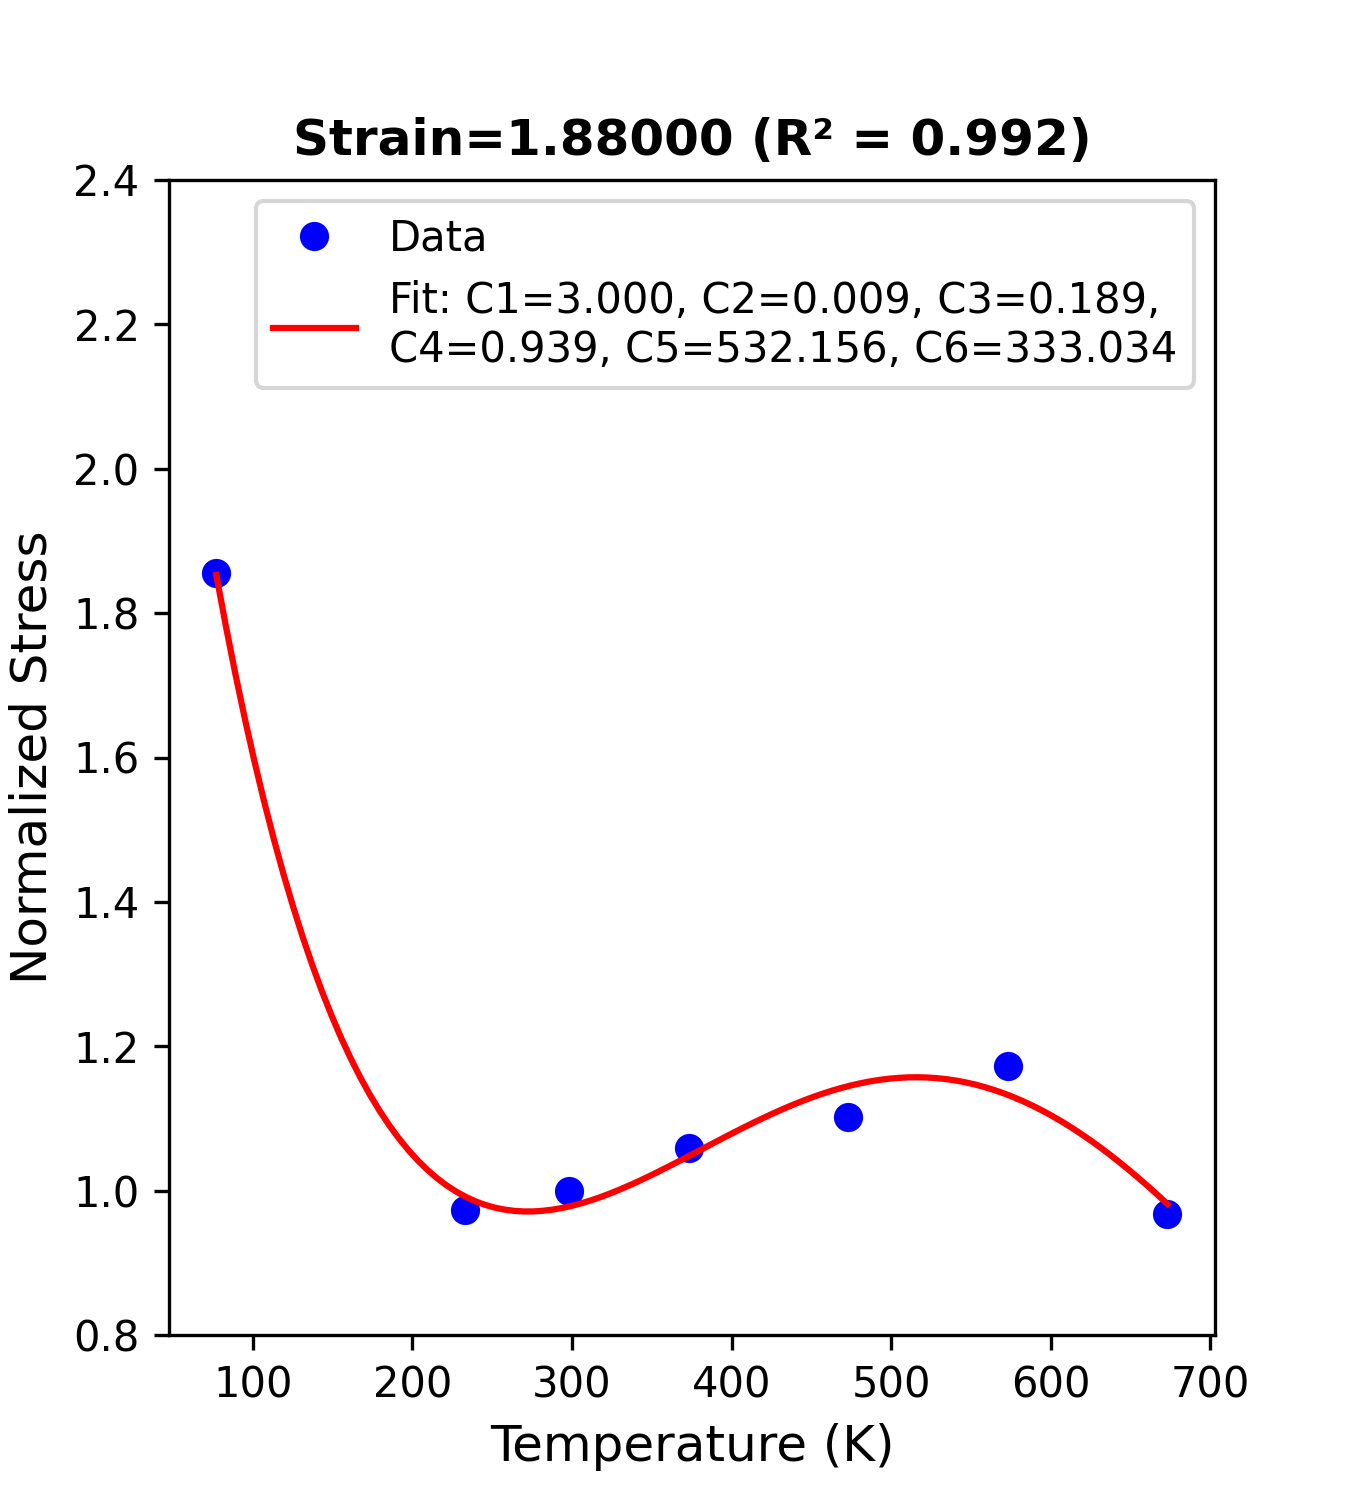 Strain=1.88000 (R² = 0.992)
2.4
2.2
2.0
1.8
1.6
1.4
1.2
1.0
0.8
Normalized Stress
Data
Fit: C1=3.000, C2=0.009, C3=0.189,
C4=0.939, C5=532.156, C6=333.034
100 200 300 400 500 600 700
Temperature (K)